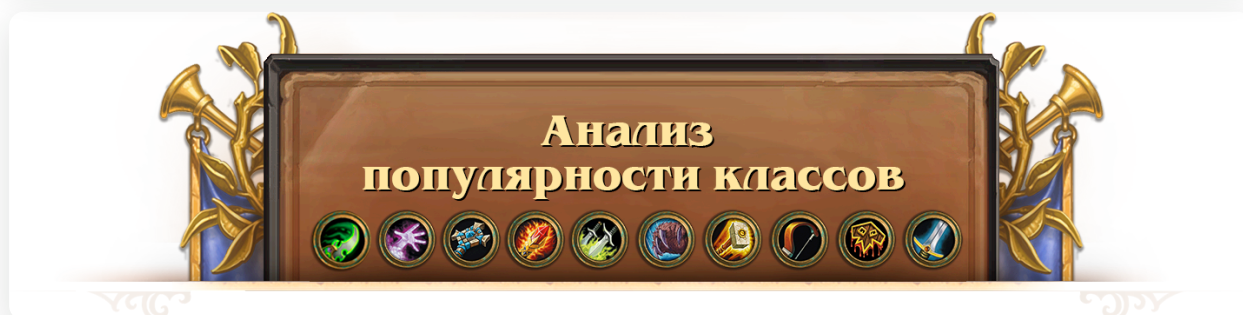 Анализ
популярности классов